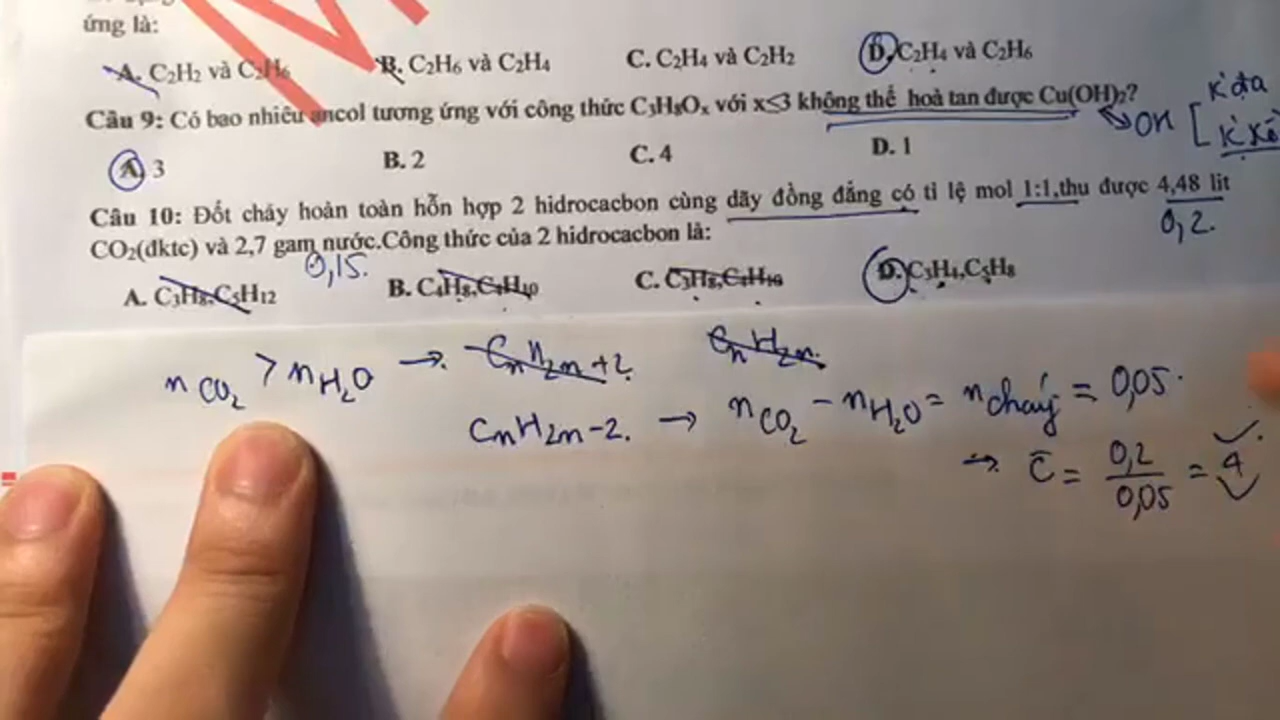 ứng là:
A. C2H2 và C2H6 B. C2H6 và C2H4 C. C2H4 và C2H2 D. C2H4 và C2H6
Câu 9: Có bao nhiêu ancol tương ứng với công thức C3H8Ox với x≤3 không thể hoà tan được Cu(OH)2?
K' đa
OH [ K' kề
A. 3 B. 2 C. 4 D. 1
Câu 10: Đốt cháy hoàn toàn hỗn hợp 2 hidrocacbon cùng dãy đồng đẳng có tỉ lệ mol 1:1,thu được 4,48 lit
0,2.
CO2(đktc) và 2,7 gam nước.Công thức của 2 hidrocacbon là:
0,15.
A. C3H8,C5H12 B. C4H8,C4H10 C. C3H8,C4H10 D. C3H4,C5H8
nCO2 > nH2O → CnH2n+2 CnH2n.
CnH2n-2. → nCO2 - nH2O = ncháy = 0,05.
→ C̄ = 0,2/0,05 = 4